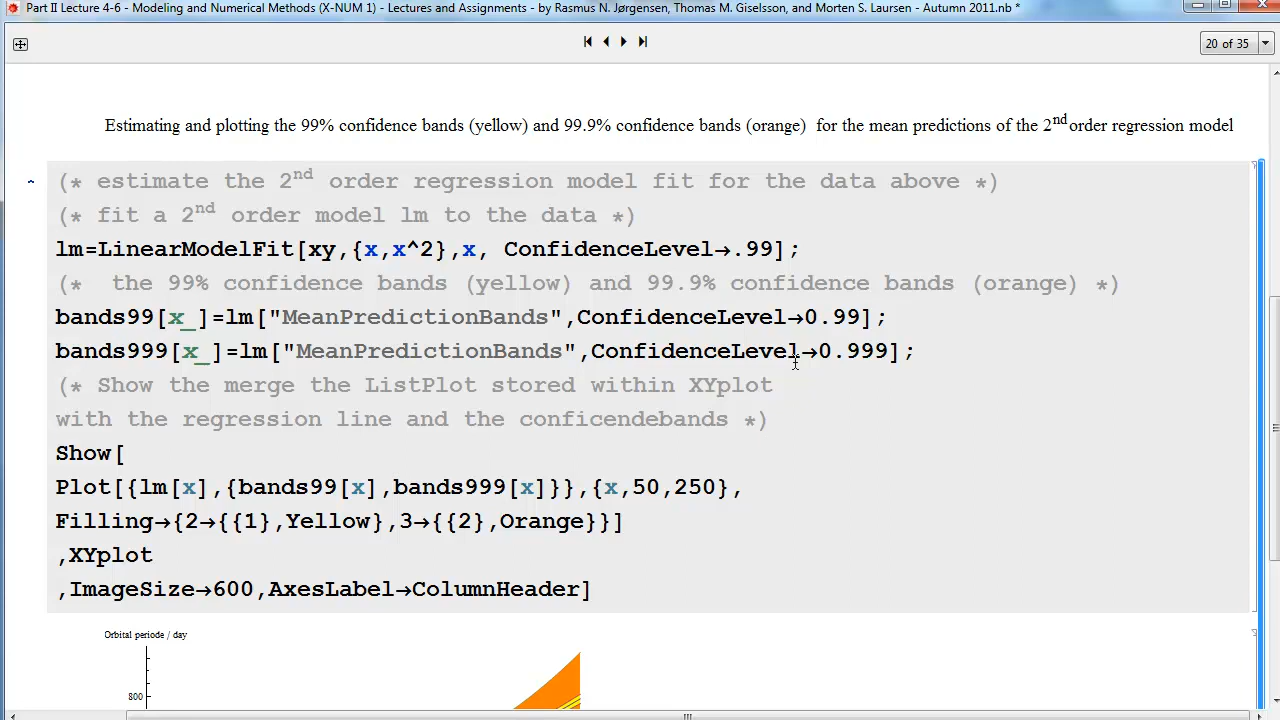 Part II Lecture 4-6 - Modeling and Numerical Methods (X-NUM 1) - Lectures and Assignments - by Rasmus N. Jørgensen, Thomas M. Giselsson, and Morten S. Laursen - Autumn 2011.nb *
20 of 35
Estimating and plotting the 99% confidence bands (yellow) and 99.9% confidence bands (orange)  for the mean predictions of the 2nd order regression model
(* estimate the 2nd order regression model fit for the data above *)
(* fit a 2nd order model lm to the data *)
lm=LinearModelFit[xy,{x,x^2},x, ConfidenceLevel→.99];
(*  the 99% confidence bands (yellow) and 99.9% confidence bands (orange) *)
bands99[x_]=lm["MeanPredictionBands",ConfidenceLevel→0.99];
bands999[x_]=lm["MeanPredictionBands",ConfidenceLevel→0.999];
(* Show the merge the ListPlot stored within XYplot
with the regression line and the conficendebands *)
Show[
Plot[{lm[x],{bands99[x],bands999[x]}},{x,50,250},
Filling→{2→{{1},Yellow},3→{{2},Orange}}]
,XYplot
,ImageSize→600,AxesLabel→ColumnHeader]
Orbital periode / day
800